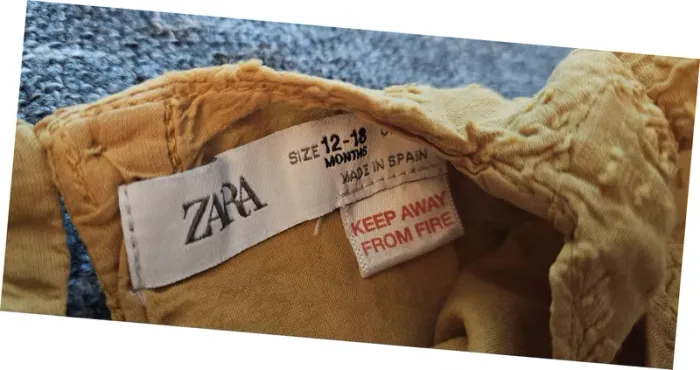 ZARA
SIZE 12-18
MONTHS
MADE IN SPAIN
KEEP AWAY
FROM FIRE